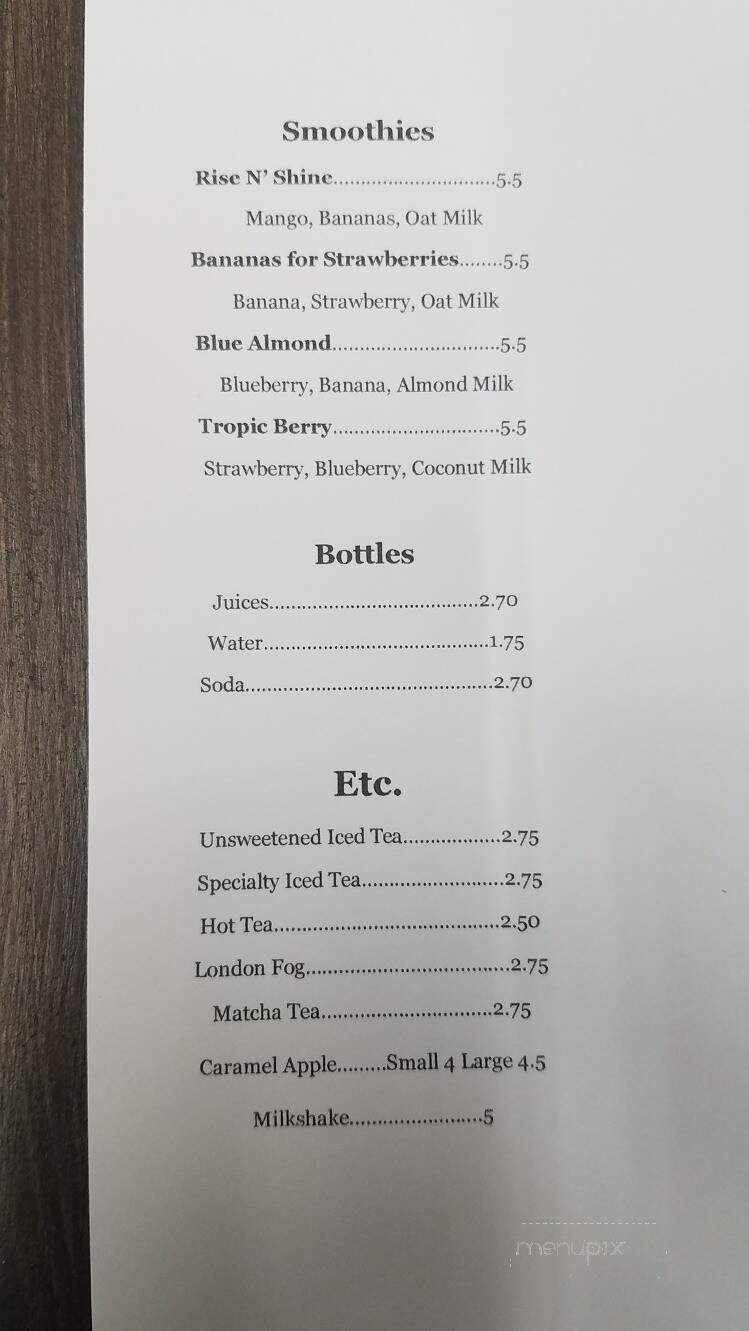 Smoothies
Rise N' Shine.............................5.5
Mango, Bananas, Oat Milk
Bananas for Strawberries........5.5
Banana, Strawberry, Oat Milk
Blue Almond..............................5.5
Blueberry, Banana, Almond Milk
Tropic Berry..............................5.5
Strawberry, Blueberry, Coconut Milk
Bottles
Juices.......................................2.70
Water..........................................1.75
Soda..............................................2.70
Etc.
Unsweetened Iced Tea..................2.75
Specialty Iced Tea..........................2.75
Hot Tea..........................................2.50
London Fog......................................2.75
Matcha Tea................................2.75
Caramel Apple.........Small 4 Large 4.5
Milkshake.........................5
menupix